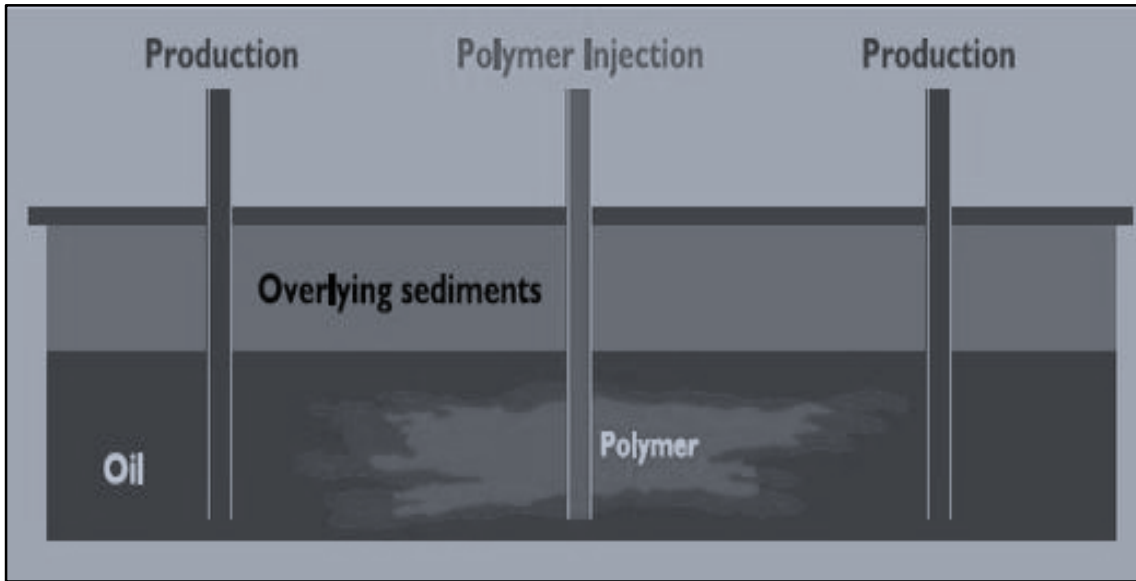 Production
Polymer Injection
Production
Overlying sediments
Polymer
Oil